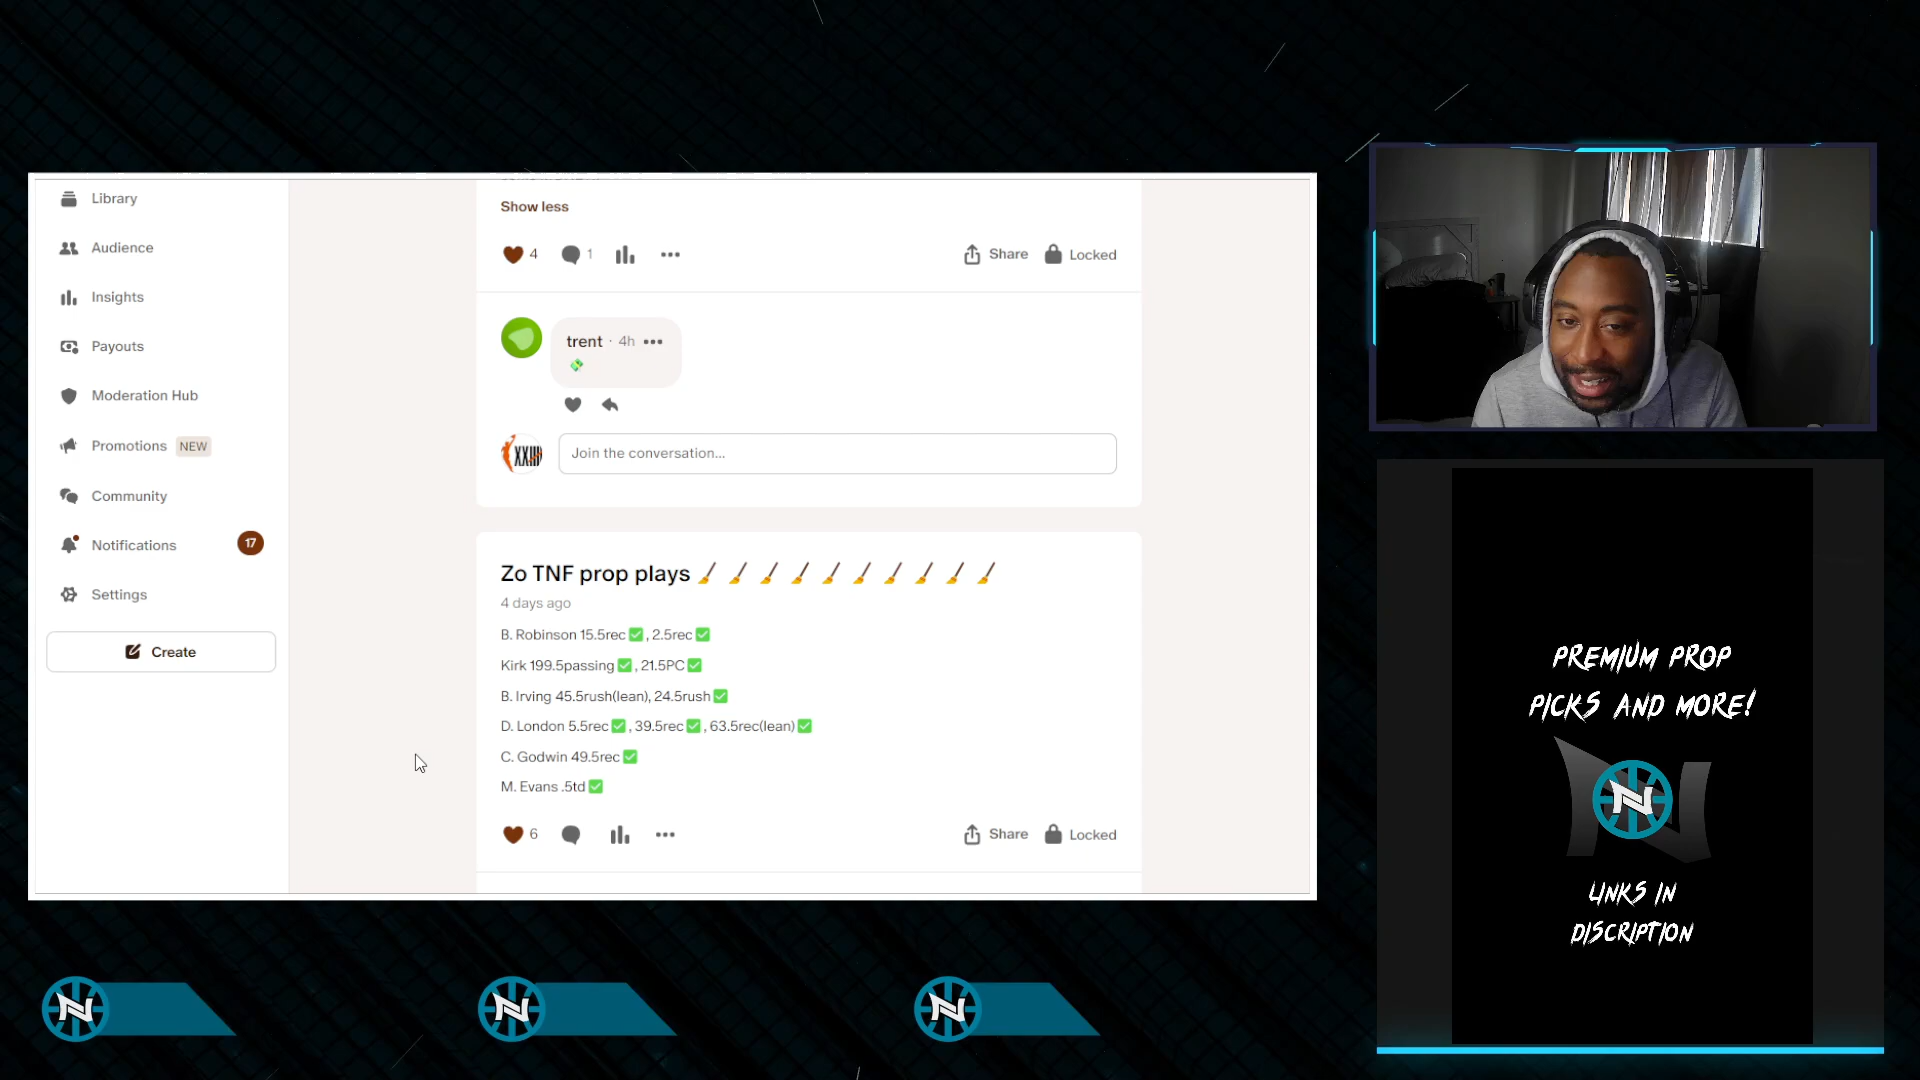 Library
Audience
Insights
Payouts
Moderation Hub
Promotions NEW
Community
Notifications 17
Settings
Create
Show less
4 1 Share Locked
trent · 4h
XXIII
Join the conversation...
Zo TNF prop plays
4 days ago
B. Robinson 15.5rec✅, 2.5rec✅
Kirk 199.5passing✅, 21.5PC✅
B. Irving 45.5rush(lean), 24.5rush✅
D. London 5.5rec✅, 39.5rec✅, 63.5rec(lean)✅
C. Godwin 49.5rec✅
M. Evans .5td✅
6 Share Locked
PREMIUM PROP
PICKS AND MORE!
N
LINKS IN
DISCRIPTION
N
N
N